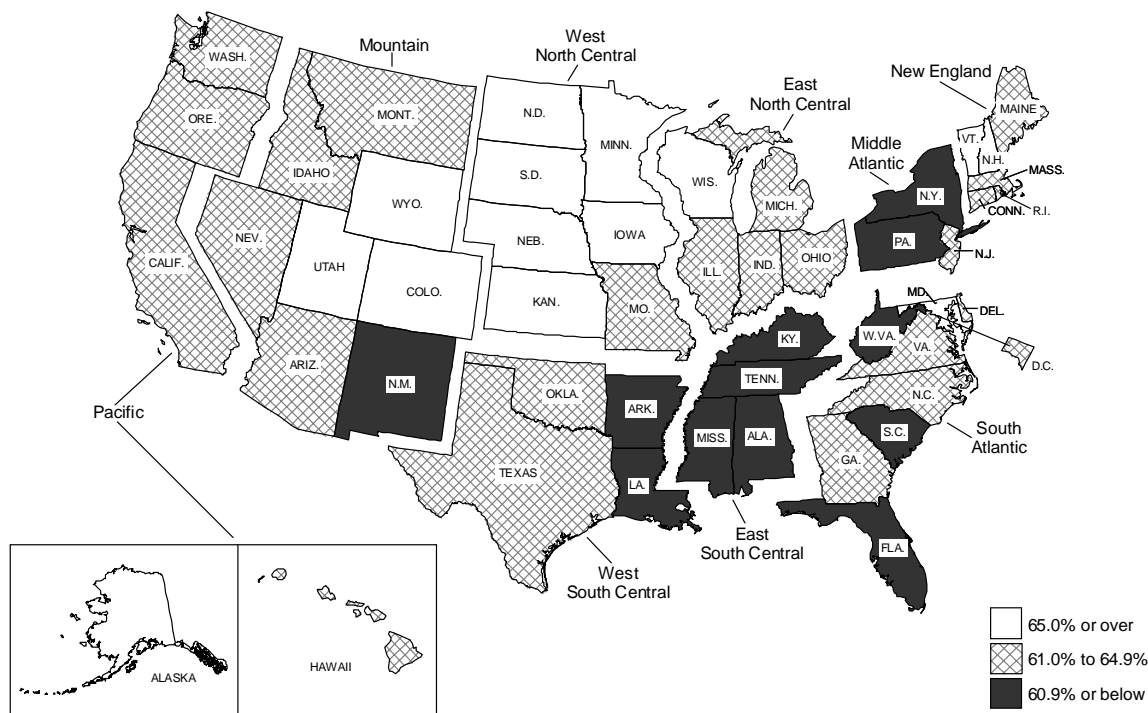 West
North Central
Mountain
New England
East
North Central
Middle
Atlantic
WASH.
ORE.
CALIF.
NEV.
IDAHO
MONT.
WYO.
UTAH
COLO.
ARIZ.
N.M.
N.D.
S.D.
NEB.
KAN.
MINN.
IOWA
MO.
WIS.
MICH.
ILL.
IND.
OHIO
MAINE
VT.
N.H.
MASS.
R.I.
CONN.
N.Y.
PA.
N.J.
MD.
DEL.
D.C.
W.VA.
VA.
N.C.
S.C.
GA.
FLA.
KY.
TENN.
MISS.
ALA.
OKLA.
ARK.
TEXAS
LA.
Pacific
South
Atlantic
East
South Central
West
South Central
ALASKA
HAWAII
65.0% or over
61.0% to 64.9%
60.9% or below